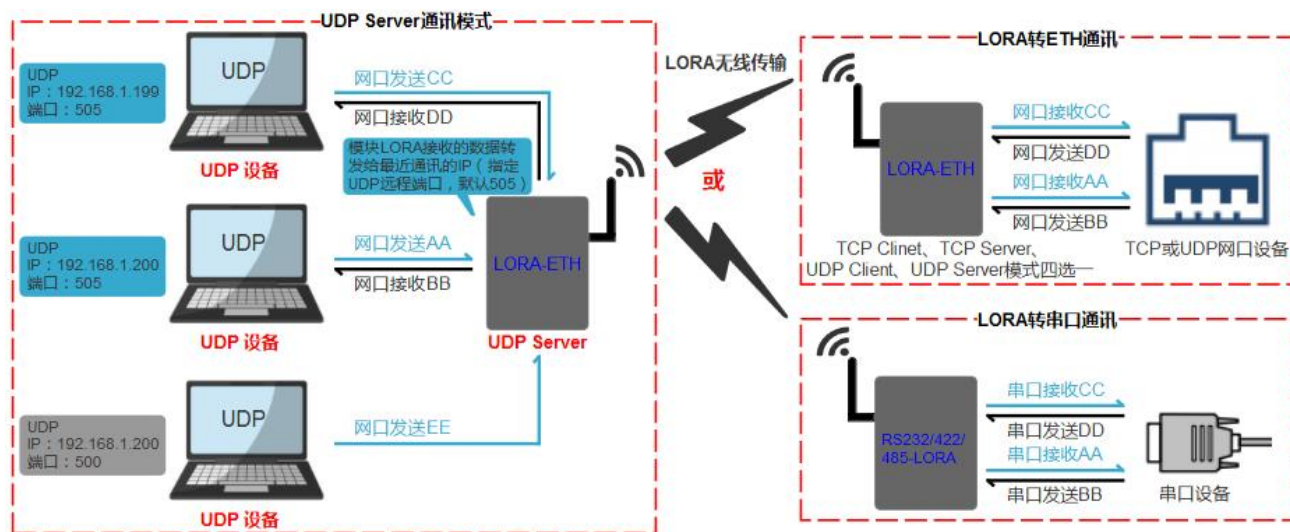 UDP Server通讯模式
UDP
IP：192.168.1.199
端口：505
UDP
网口发送CC
网口接收DD
UDP 设备
模块LORA接收的数据转
发给最近通讯的IP（指定
UDP远程端口，默认505）
UDP
IP：192.168.1.200
端口：505
UDP
网口发送AA
网口接收BB
LORA-ETH
UDP 设备
UDP Server
UDP
IP：192.168.1.200
端口：500
UDP
网口发送EE
UDP 设备
LORA无线传输
或
LORA转ETH通讯
LORA-ETH
网口接收CC
网口发送DD
网口接收AA
网口发送BB
TCP Clinet、TCP Server、
UDP Client、UDP Server模式四选一
TCP或UDP网口设备
LORA转串口通讯
RS232/422/
485-LORA
串口接收CC
串口发送DD
串口接收AA
串口发送BB
串口设备